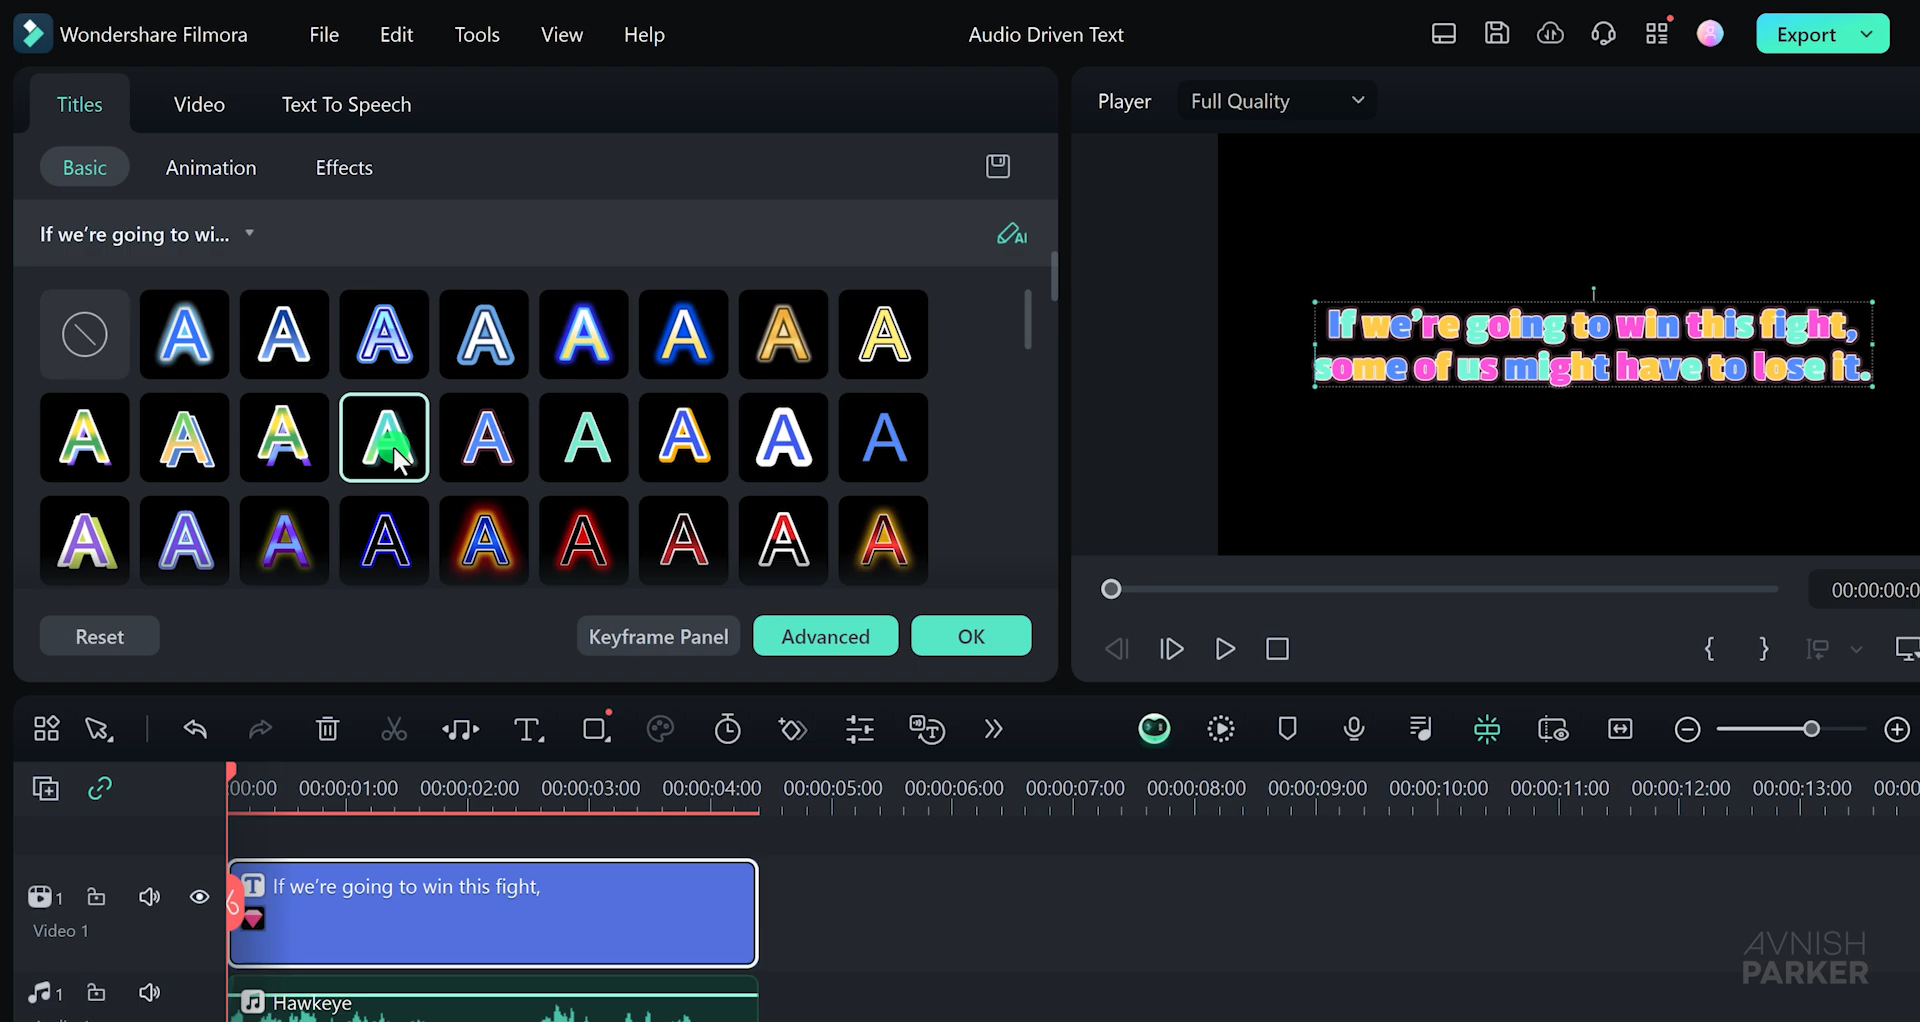 Wondershare Filmora
File
Edit
Tools
View
Help
Audio Driven Text
Export
Titles
Video
Text To Speech
Player
Full Quality
Basic
Animation
Effects
If we're going to wi...
AI
If we're going to win this fight,
some of us might have to lose it.
A A A A A A A A
A A A A A A A A A
A A A A A A A A A
00:00:00:0
Reset
Keyframe Panel
Advanced
OK
:00:00
00:00:01:00
00:00:02:00
00:00:03:00
00:00:04:00
00:00:05:00
00:00:06:00
00:00:07:00
00:00:08:00
00:00:09:00
00:00:10:00
00:00:11:00
00:00:12:00
00:00:13:00
00:00
T If we're going to win this fight,
1
Video 1
AVNISH
PARKER
1
Hawkeye